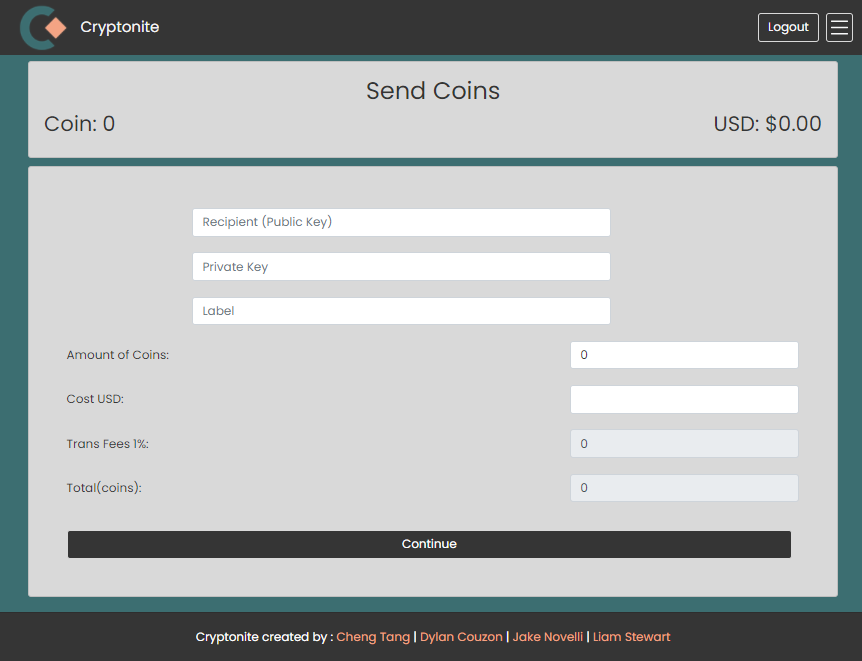 Cryptonite
Logout
Send Coins
Coin: 0
USD: $0.00
Recipient (Public Key)
Private Key
Label
Amount of Coins:
0
Cost USD:
Trans Fees 1%:
0
Total(coins):
0
Continue
Cryptonite created by : Cheng Tang | Dylan Couzon | Jake Novelli | Liam Stewart